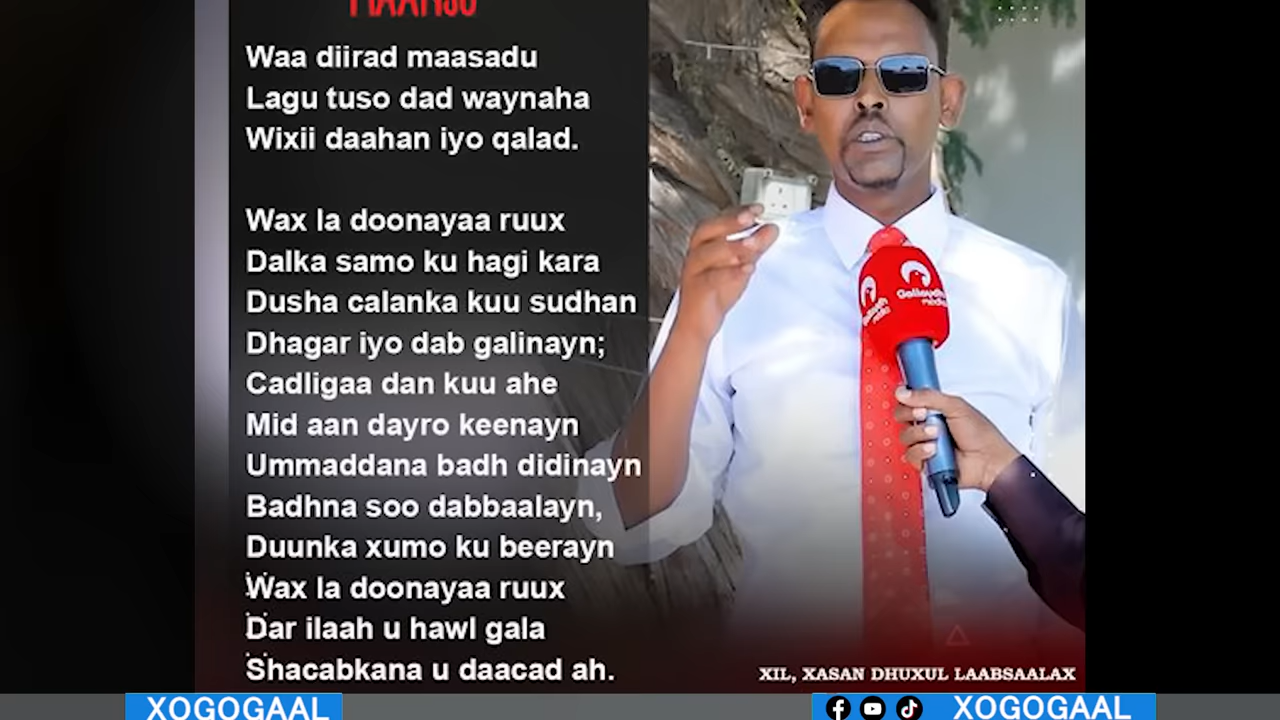 MAANSO
Waa diirad maasadu
Lagu tuso dad waynaha
Wixii daahan iyo qalad.
Wax la doonayaa ruux
Dalka samo ku hagi kara
Dusha calanka kuu sudhan
Dhagar iyo dab galinayn;
Cadligaa dan kuu ahe
Mid aan dayro keenayn
Ummaddana badh didinayn
Badhna soo dabbaalayn,
Duunka xumo ku beerayn
Wax la doonayaa ruux
Dar ilaah u hawl gala
Shacabkana u daacad ah.
XIL, XASAN DHUXUL LAABSAALAX
XOGOGAAL
XOGOGAAL